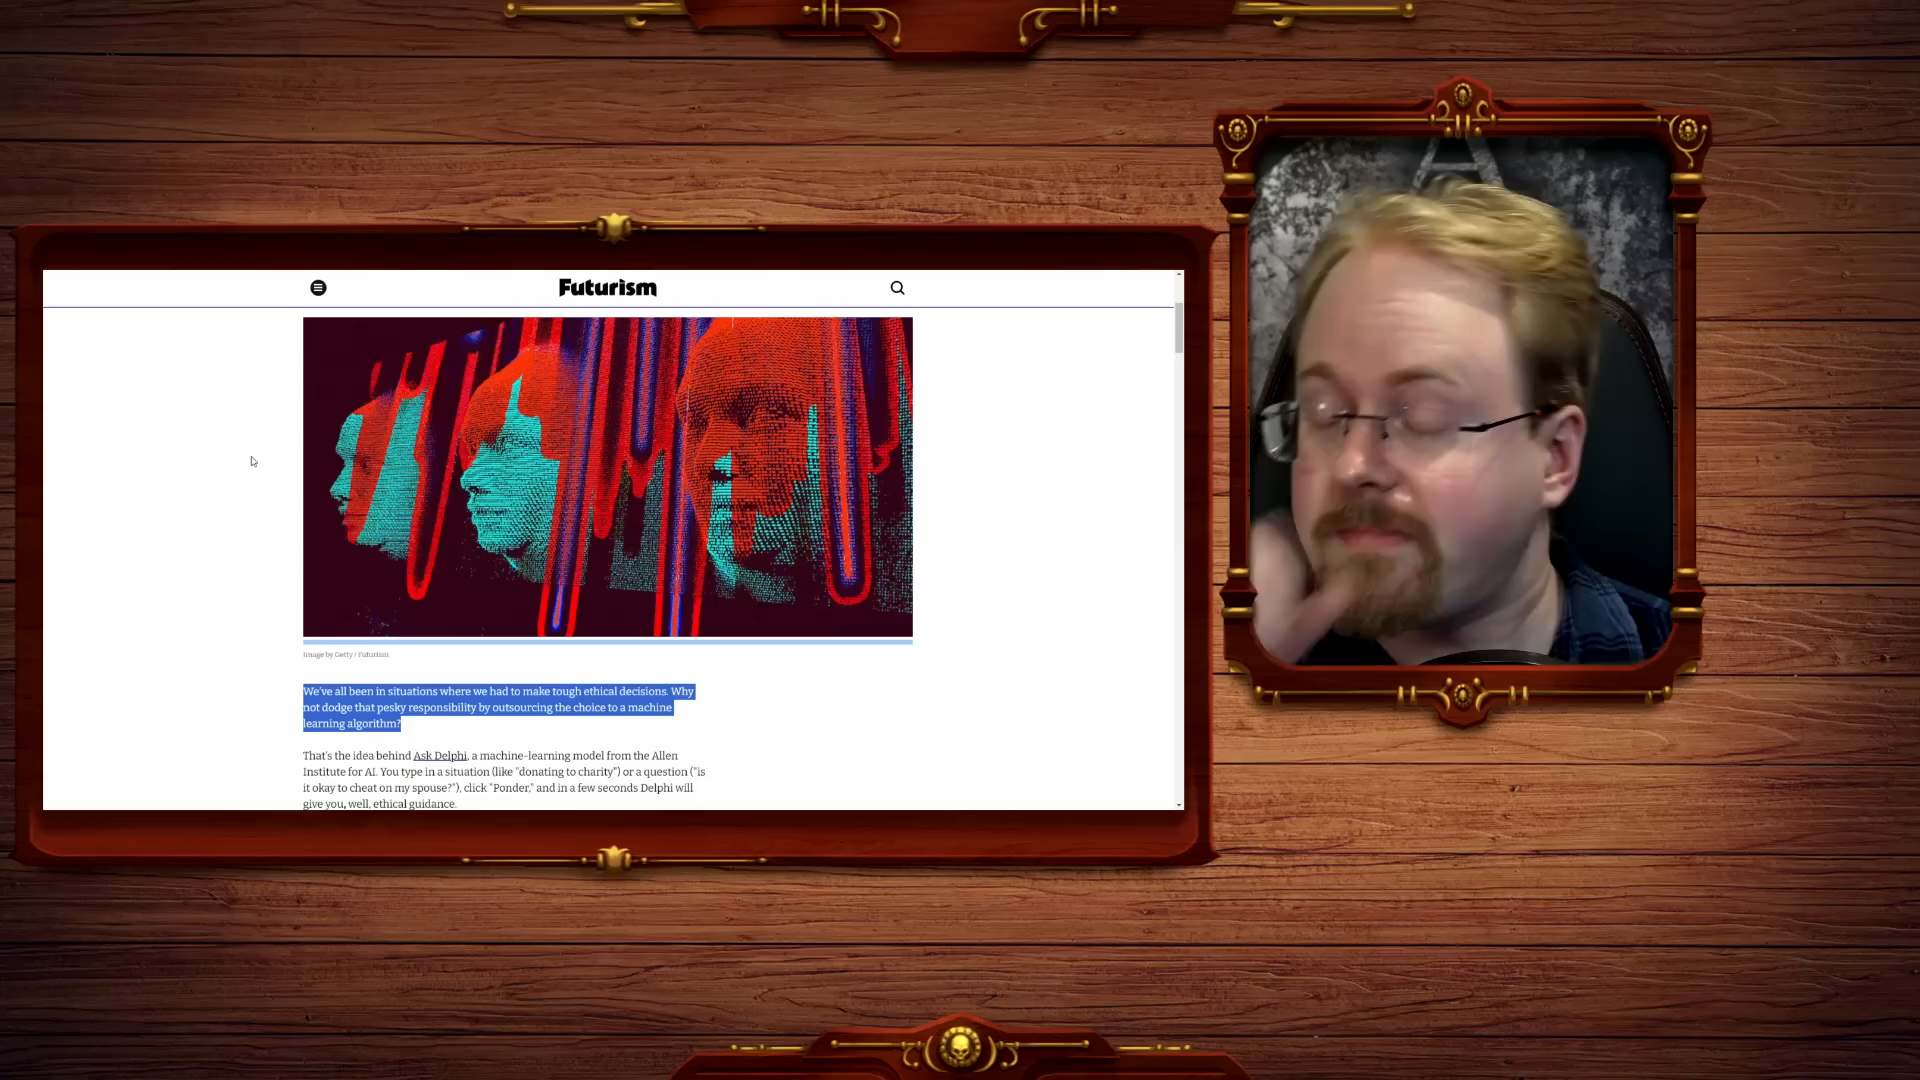 Futurism
Image by Getty / Futurism
We've all been in situations where we had to make tough ethical decisions. Why
not dodge that pesky responsibility by outsourcing the choice to a machine
learning algorithm?
That's the idea behind Ask Delphi, a machine-learning model from the Allen
Institute for AI. You type in a situation (like "donating to charity") or a question ("is
it okay to cheat on my spouse?"), click "Ponder," and in a few seconds Delphi will
give you, well, ethical guidance.